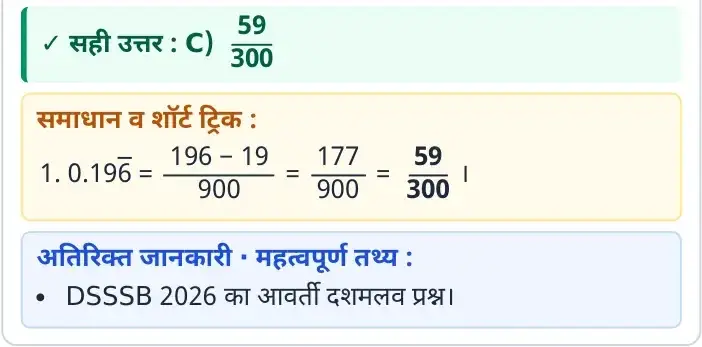 ✓ सही उत्तर : C) 59/300
समाधान व शॉर्ट ट्रिक :
1. 0.196̅ = (196 − 19)/900 = 177/900 = 59/300 ।
अतिरिक्त जानकारी · महत्वपूर्ण तथ्य :
• DSSSB 2026 का आवर्ती दशमलव प्रश्न।